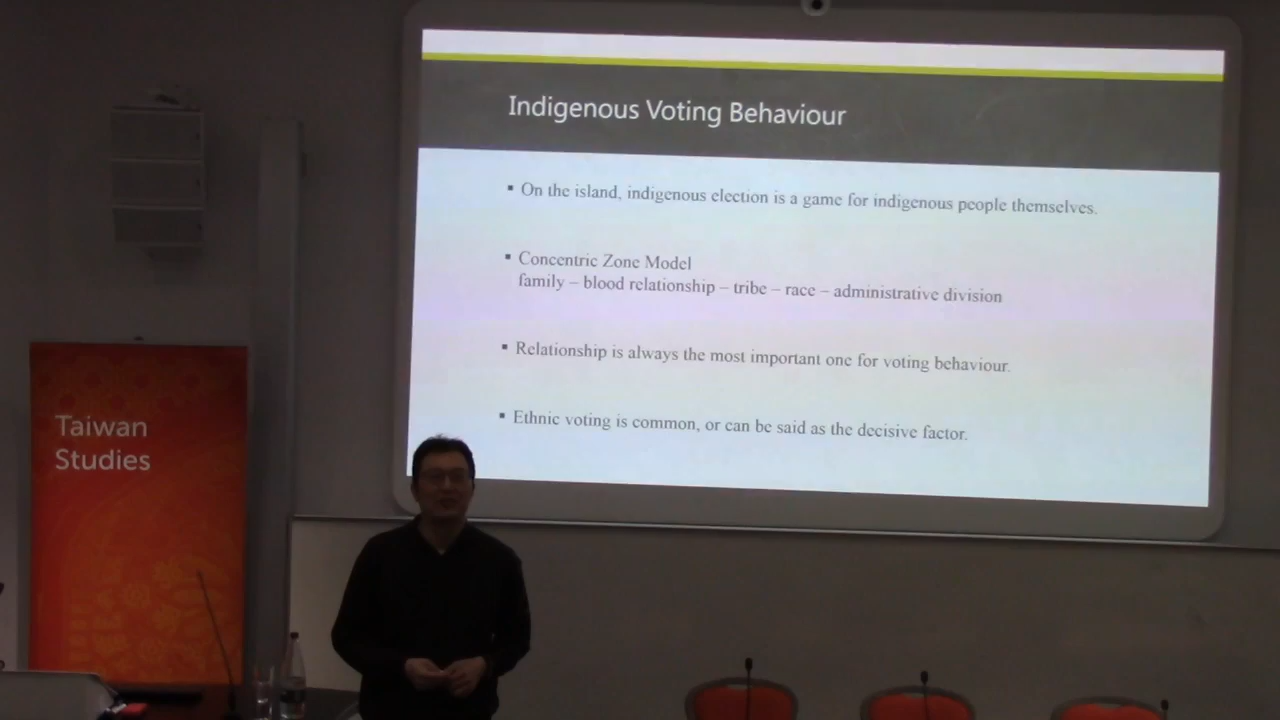 Indigenous Voting Behaviour
▪ On the island, indigenous election is a game for indigenous people themselves.
▪ Concentric Zone Model
family – blood relationship – tribe – race – administrative division
▪ Relationship is always the most important one for voting behaviour.
▪ Ethnic voting is common, or can be said as the decisive factor.
Taiwan
Studies